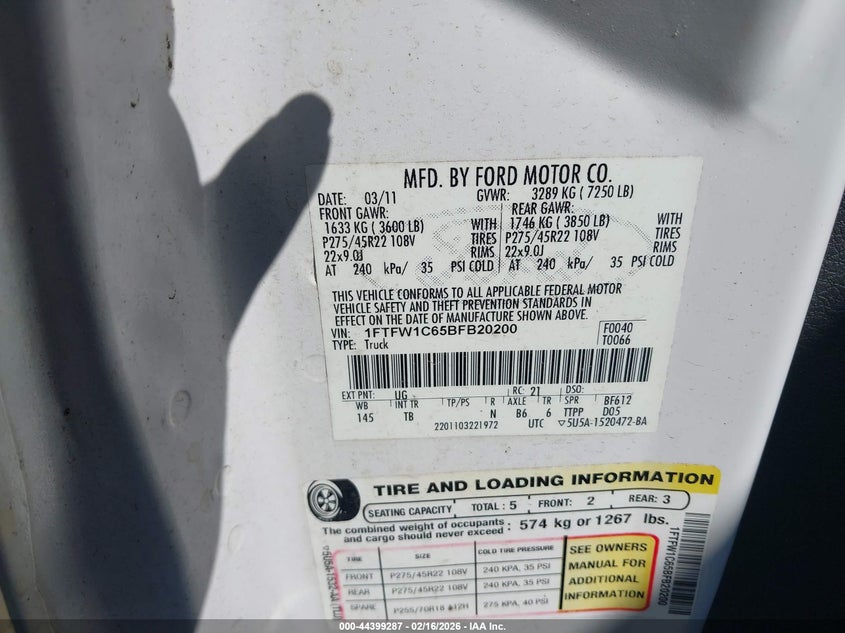 MFD. BY FORD MOTOR CO.
DATE: 03/11 GVWR: 3289 KG ( 7250 LB)
FRONT GAWR: REAR GAWR:
1633 KG ( 3600 LB) WITH 1746 KG ( 3850 LB) WITH
P275/45R22 108V TIRES P275/45R22 108V TIRES
22x9.0J RIMS 22x9.0J RIMS
AT 240 kPa/ 35 PSI COLD AT 240 kPa/ 35 PSI COLD
THIS VEHICLE CONFORMS TO ALL APPLICABLE FEDERAL MOTOR
VEHICLE SAFETY AND THEFT PREVENTION STANDARDS IN
EFFECT ON THE DATE OF MANUFACTURE SHOWN ABOVE.
VIN: 1FTFW1C65BFB20200 F0040
TYPE: Truck T0066
EXT PNT: UG RC: 21 DSO:
WB INT TR TP/PS R AXLE TR SPR BF612
145 TB N B6 6 TTPP D05
2201103221972 UTC ▽5U5A-1520472-BA
TIRE AND LOADING INFORMATION
SEATING CAPACITY TOTAL: 5 FRONT: 2 REAR: 3
The combined weight of occupants and cargo should never exceed : 574 kg or 1267 lbs.
TIRE SIZE COLD TIRE PRESSURE
FRONT P275/45R22 108V 240 KPA, 35 PSI
REAR P275/45R22 108V 240 KPA, 35 PSI
SPARE P255/70R18 112H 275 KPA, 40 PSI
SEE OWNERS
MANUAL FOR
ADDITIONAL
INFORMATION
1FTFW1C65BFB20200
000-44399287 - 02/16/2026 - IAA Inc.